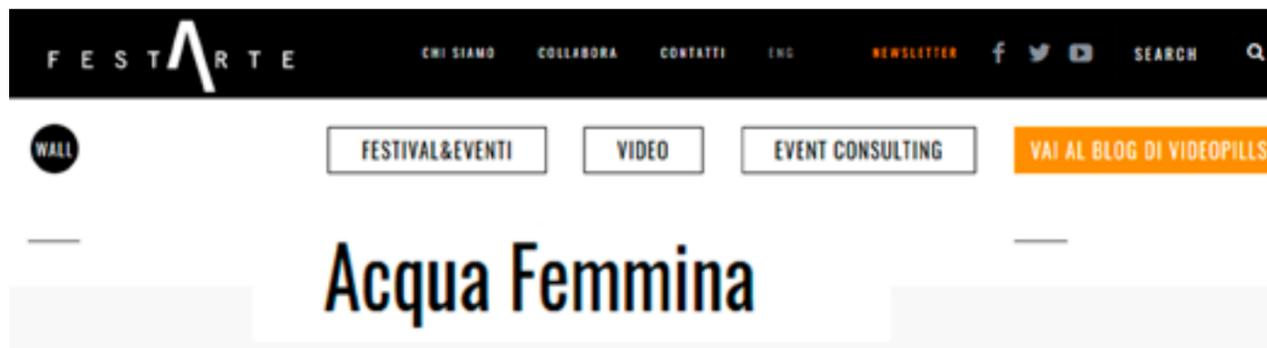 FESTARTE CHI SIAMO COLLABORA CONTATTI ENG NEWSLETTER SEARCH
WALL FESTIVAL&EVENTI VIDEO EVENT CONSULTING VAI AL BLOG DI VIDEOPILLS
Acqua Femmina